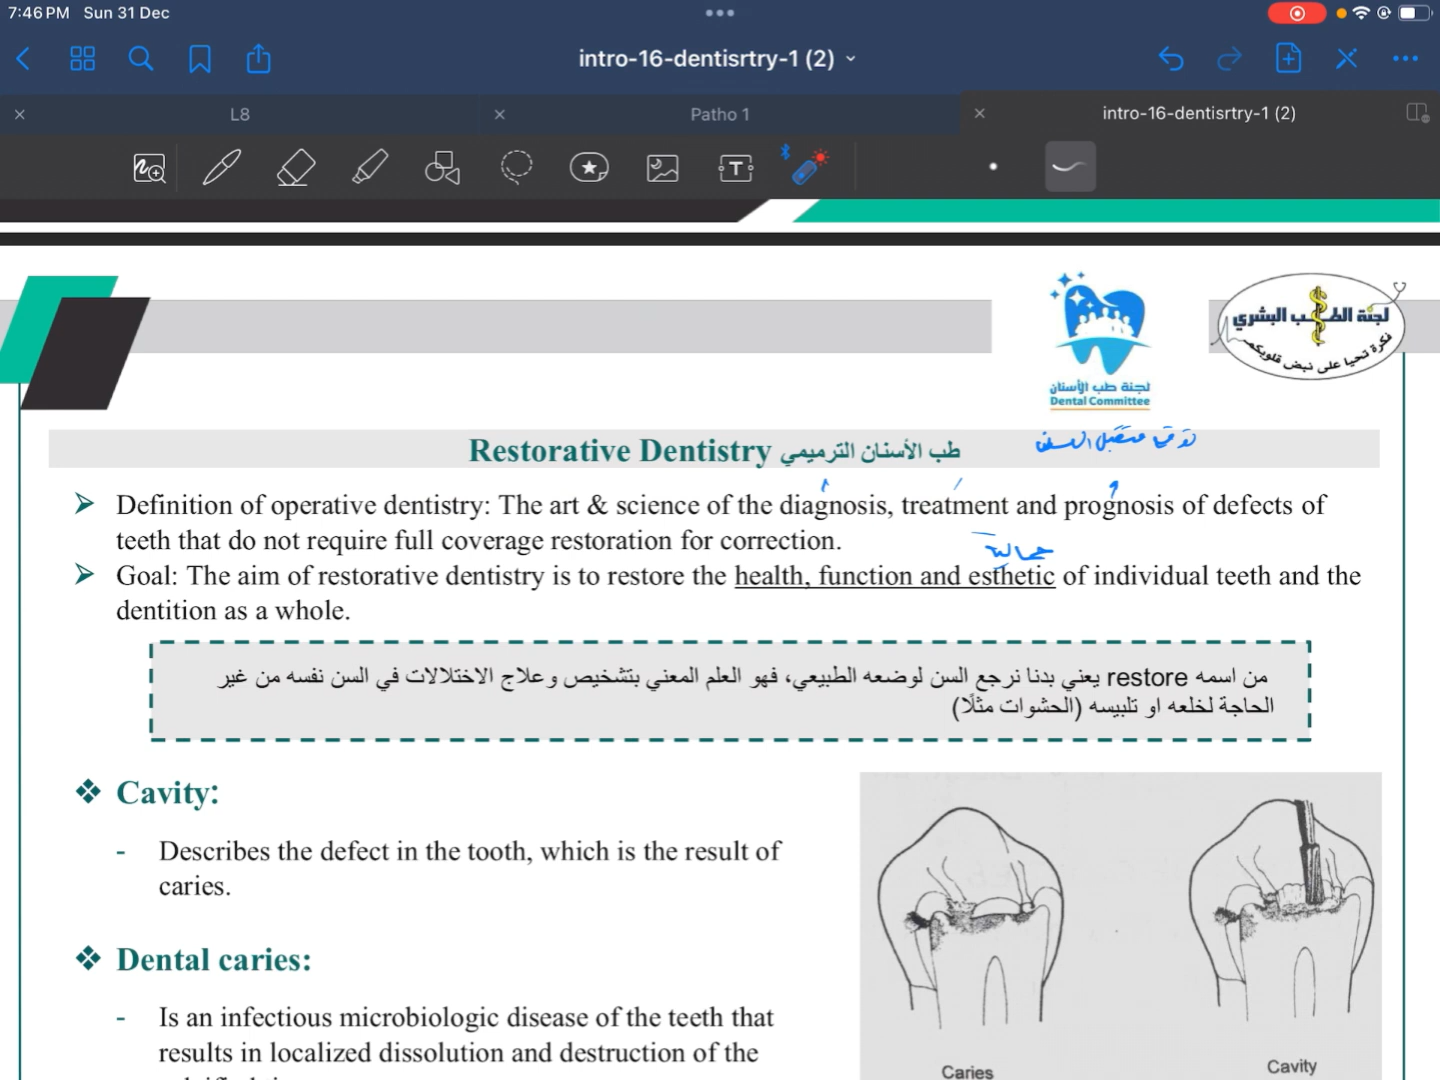 7:46 PM Sun 31 Dec
intro-16-dentisrtry-1 (2)
L8
Patho 1
intro-16-dentisrtry-1 (2)
T
لجنة طب الأسنان
Dental Committee
لجنة الطب البشري
فكرة تحيا على نبض قلوبكم
Restorative Dentistry طب الأسنان الترميمي
Definition of operative dentistry: The art & science of the diagnosis, treatment and prognosis of defects of
teeth that do not require full coverage restoration for correction.
جمالية
Goal: The aim of restorative dentistry is to restore the health, function and esthetic of individual teeth and the
dentition as a whole.
من اسمه restore يعني بدنا نرجع السن لوضعه الطبيعي، فهو العلم المعني بتشخيص وعلاج الاختلالات في السن نفسه من غير
الحاجة لخلعه او تلبيسه (الحشوات مثلًا)
Cavity:
- Describes the defect in the tooth, which is the result of
caries.
Dental caries:
- Is an infectious microbiologic disease of the teeth that
results in localized dissolution and destruction of the
Caries
Cavity